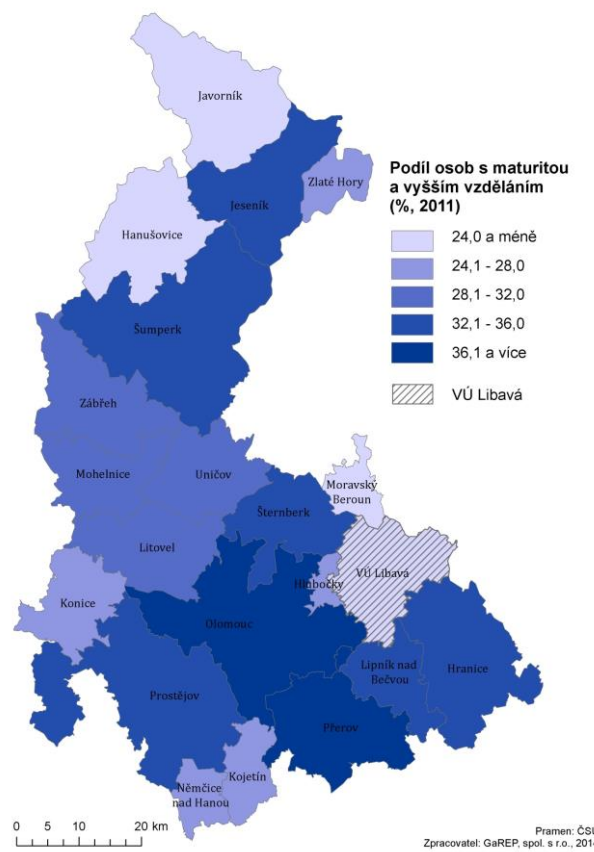 Javorník
Zlaté Hory
Jeseník
Hanušovice
Šumperk
Zábřeh
Mohelnice
Uničov
Moravský
Beroun
Šternberk
Litovel
VÚ Libavá
Hlubočky
Konice
Olomouc
Lipník nad
Bečvou
Hranice
Prostějov
Přerov
Kojetín
Němčice
nad Hanou
Podíl osob s maturitou
a vyšším vzděláním
(%, 2011)
24,0 a méně
24,1 - 28,0
28,1 - 32,0
32,1 - 36,0
36,1 a více
VÚ Libavá
0 5 10 20 km
Pramen: ČSÚ
Zpracovatel: GaREP, spol. s r.o.,